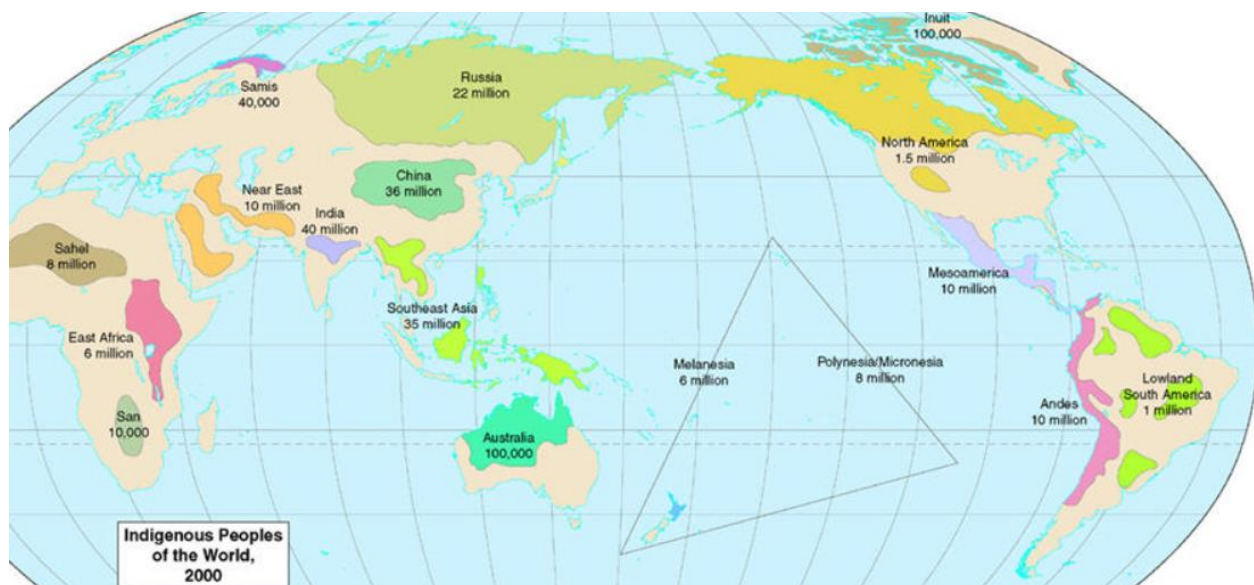 Inuit
100,000
Samis
40,000
Russia
22 million
North America
1.5 million
China
36 million
Near East
10 million
India
40 million
Sahel
8 million
Mesoamerica
10 million
Southeast Asia
35 million
East Africa
6 million
Melanesia
6 million
Polynesia/Micronesia
8 million
Lowland
South America
1 million
Andes
10 million
San
10,000
Australia
100,000
Indigenous Peoples
of the World,
2000